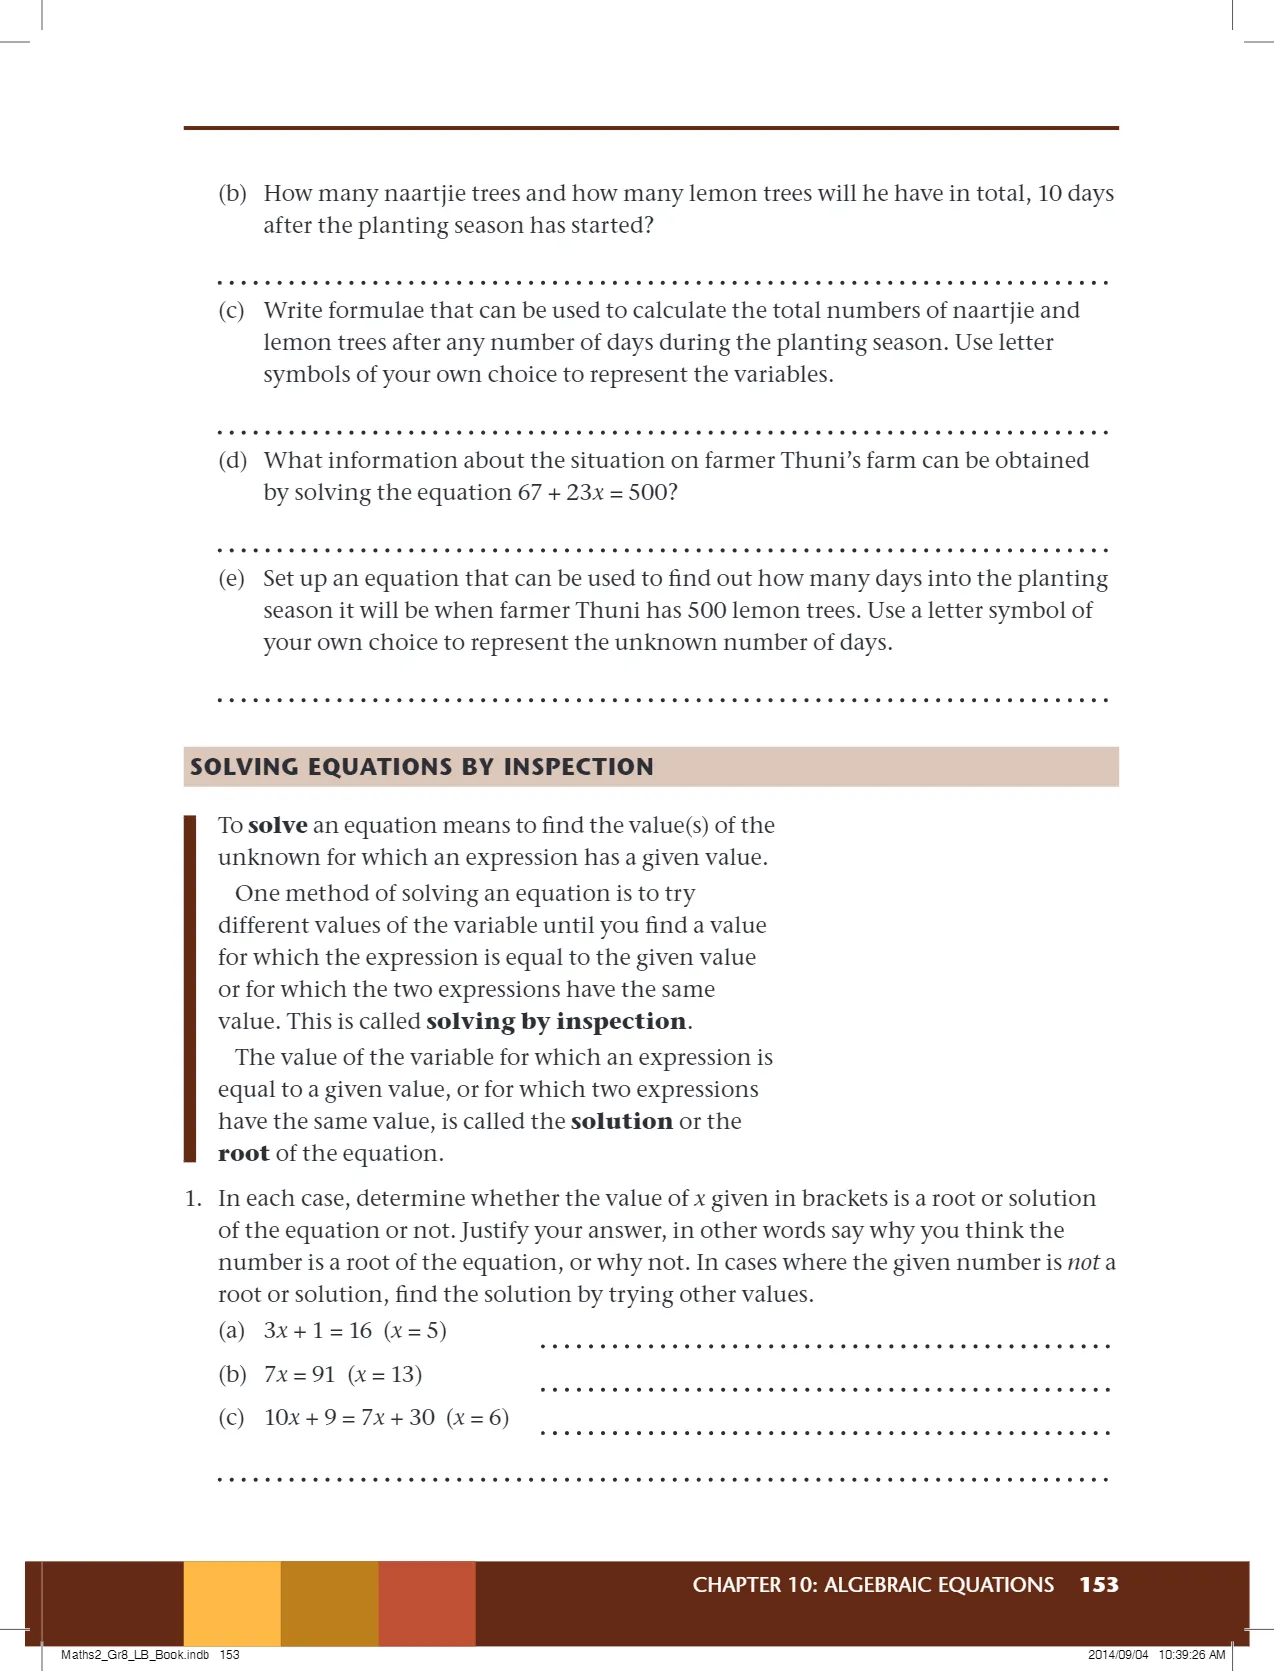 (b) How many naartjie trees and how many lemon trees will he have in total, 10 days
after the planting season has started?
(c) Write formulae that can be used to calculate the total numbers of naartjie and
lemon trees after any number of days during the planting season. Use letter
symbols of your own choice to represent the variables.
(d) What information about the situation on farmer Thuni’s farm can be obtained
by solving the equation 67 + 23x = 500?
(e) Set up an equation that can be used to find out how many days into the planting
season it will be when farmer Thuni has 500 lemon trees. Use a letter symbol of
your own choice to represent the unknown number of days.
SOLVING EQUATIONS BY INSPECTION
To solve an equation means to find the value(s) of the
unknown for which an expression has a given value.
One method of solving an equation is to try
different values of the variable until you find a value
for which the expression is equal to the given value
or for which the two expressions have the same
value. This is called solving by inspection.
The value of the variable for which an expression is
equal to a given value, or for which two expressions
have the same value, is called the solution or the
root of the equation.
1. In each case, determine whether the value of x given in brackets is a root or solution
of the equation or not. Justify your answer, in other words say why you think the
number is a root of the equation, or why not. In cases where the given number is not a
root or solution, find the solution by trying other values.
(a) 3x + 1 = 16 (x = 5)
(b) 7x = 91 (x = 13)
(c) 10x + 9 = 7x + 30 (x = 6)
CHAPTER 10: ALGEBRAIC EQUATIONS 153
Maths2_Gr8_LB_Book.indb 153 2014/09/04 10:39:26 AM